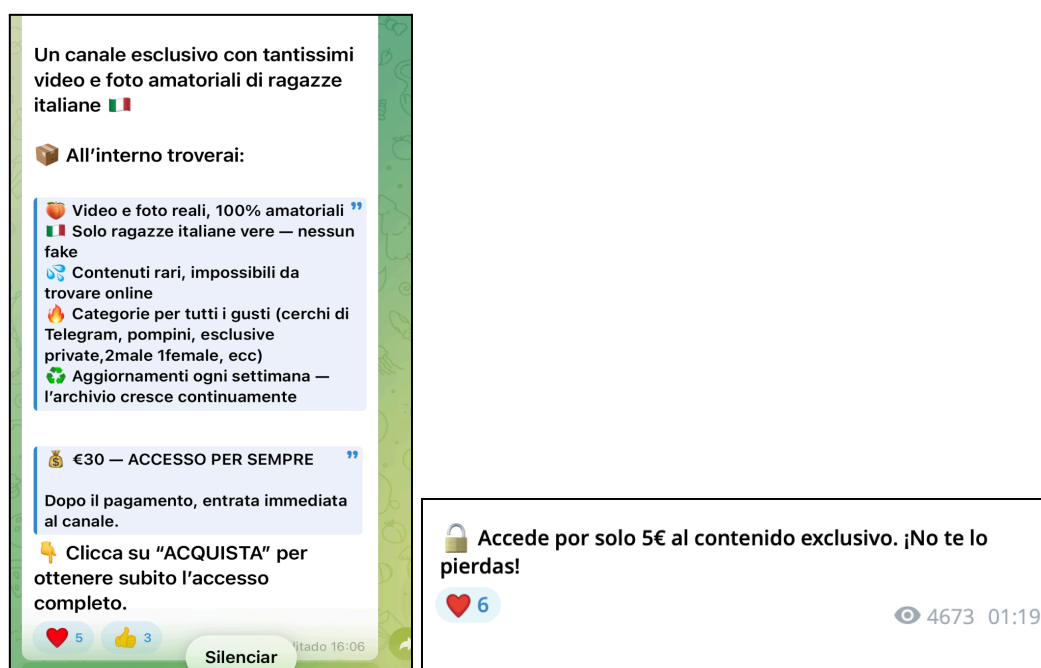 Un canale esclusivo con tantissimi
video e foto amatoriali di ragazze
italiane 🇮🇹
📦 All'interno troverai:
🍑 Video e foto reali, 100% amatoriali
🇮🇹 Solo ragazze italiane vere — nessun
fake
💦 Contenuti rari, impossibili da
trovare online
🔥 Categorie per tutti i gusti (cerchi di
Telegram, pompini, esclusive
private,2male 1female, ecc)
♻️ Aggiornamenti ogni settimana —
l'archivio cresce continuamente
💰 €30 — ACCESSO PER SEMPRE
Dopo il pagamento, entrata immediata
al canale.
👇 Clicca su “ACQUISTA” per
ottenere subito l'accesso
completo.
❤️ 5 👍 3
16:06
Silenciar
🔓 Accede por solo 5€ al contenido exclusivo. ¡No te lo
pierdas!
❤️ 6
4673 01:19